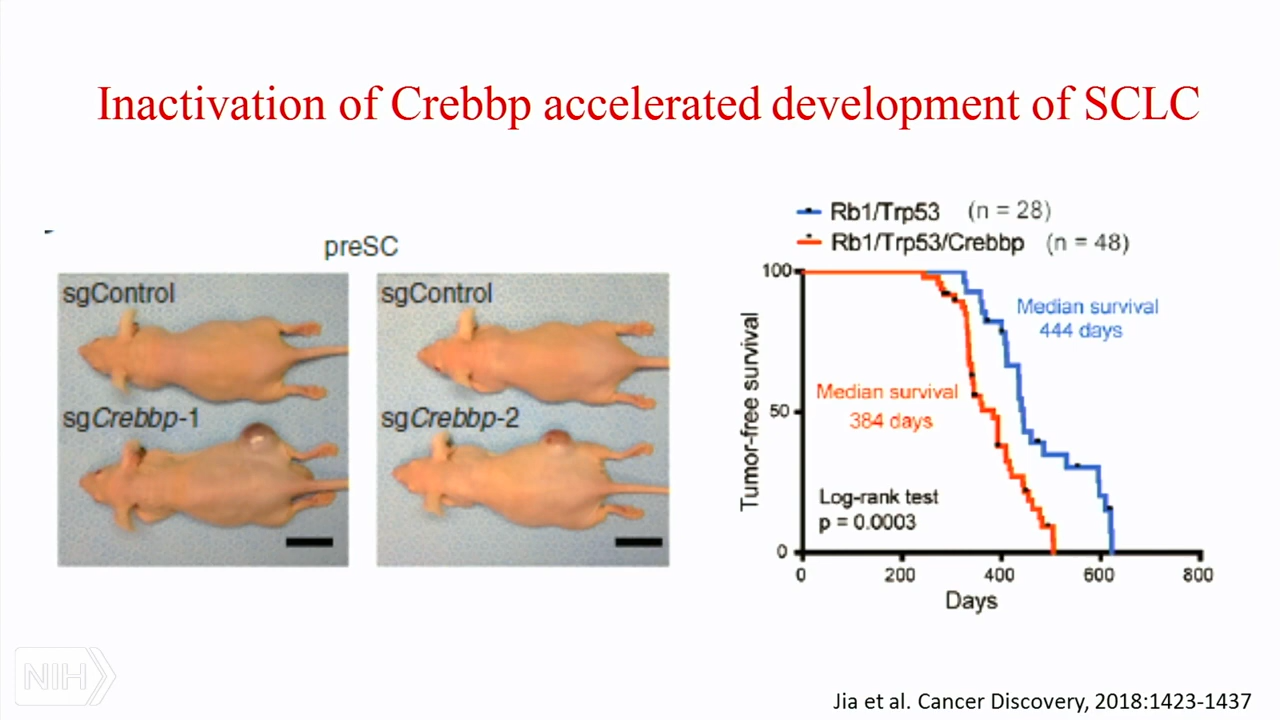 Inactivation of Crebbp accelerated development of SCLC
preSC
sgControl
sgCrebbp-1
sgControl
sgCrebbp-2
Rb1/Trp53 (n = 28)
Rb1/Trp53/Crebbp (n = 48)
Tumor-free survival
100
50
0
Median survival
444 days
Median survival
384 days
Log-rank test
p = 0.0003
0 200 400 600 800
Days
NIH
Jia et al. Cancer Discovery, 2018:1423-1437